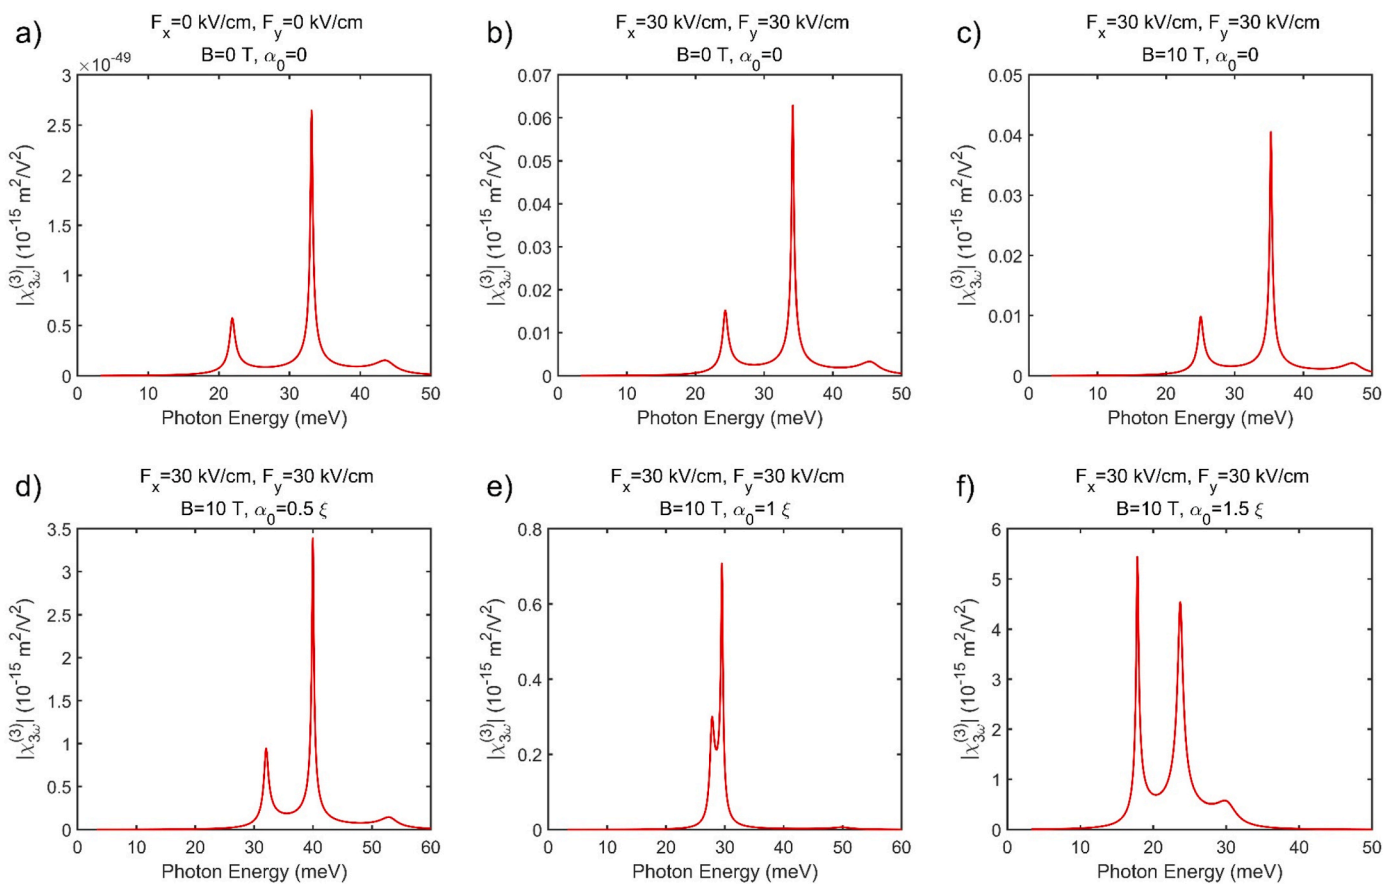 a)
F_x=0 kV/cm, F_y=0 kV/cm
B=0 T, α_0=0
×10^-49
3
2.5
2
1.5
1
0.5
0
|χ_3ω^(3)| (10^-15 m^2/V^2)
0 10 20 30 40 50
Photon Energy (meV)
b)
F_x=30 kV/cm, F_y=30 kV/cm
B=0 T, α_0=0
0.07
0.06
0.05
0.04
0.03
0.02
0.01
0
|χ_3ω^(3)| (10^-15 m^2/V^2)
0 10 20 30 40 50
Photon Energy (meV)
c)
F_x=30 kV/cm, F_y=30 kV/cm
B=10 T, α_0=0
0.05
0.04
0.03
0.02
0.01
0
|χ_3ω^(3)| (10^-15 m^2/V^2)
0 10 20 30 40 50
Photon Energy (meV)
d)
F_x=30 kV/cm, F_y=30 kV/cm
B=10 T, α_0=0.5 ξ
3.5
3
2.5
2
1.5
1
0.5
0
|χ_3ω^(3)| (10^-15 m^2/V^2)
0 10 20 30 40 50 60
Photon Energy (meV)
e)
F_x=30 kV/cm, F_y=30 kV/cm
B=10 T, α_0=1 ξ
0.8
0.6
0.4
0.2
0
|χ_3ω^(3)| (10^-15 m^2/V^2)
0 10 20 30 40 50 60
Photon Energy (meV)
f)
F_x=30 kV/cm, F_y=30 kV/cm
B=10 T, α_0=1.5 ξ
6
5
4
3
2
1
0
|χ_3ω^(3)| (10^-15 m^2/V^2)
0 10 20 30 40 50
Photon Energy (meV)